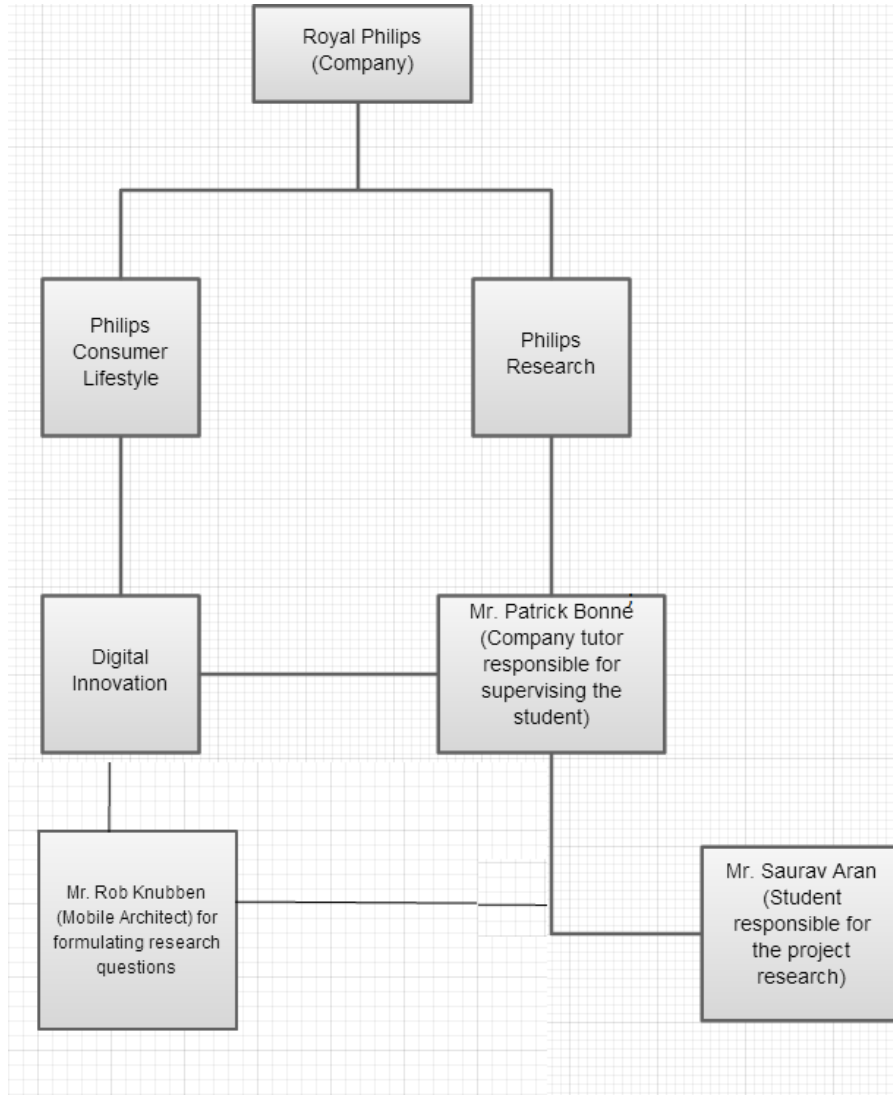 Royal Philips
(Company)
Philips
Consumer
Lifestyle
Philips
Research
Digital
Innovation
Mr. Patrick Bonné
(Company tutor
responsible for
supervising the
student)
Mr. Rob Knubben
(Mobile Architect) for
formulating research
questions
Mr. Saurav Aran
(Student
responsible for
the project
research)